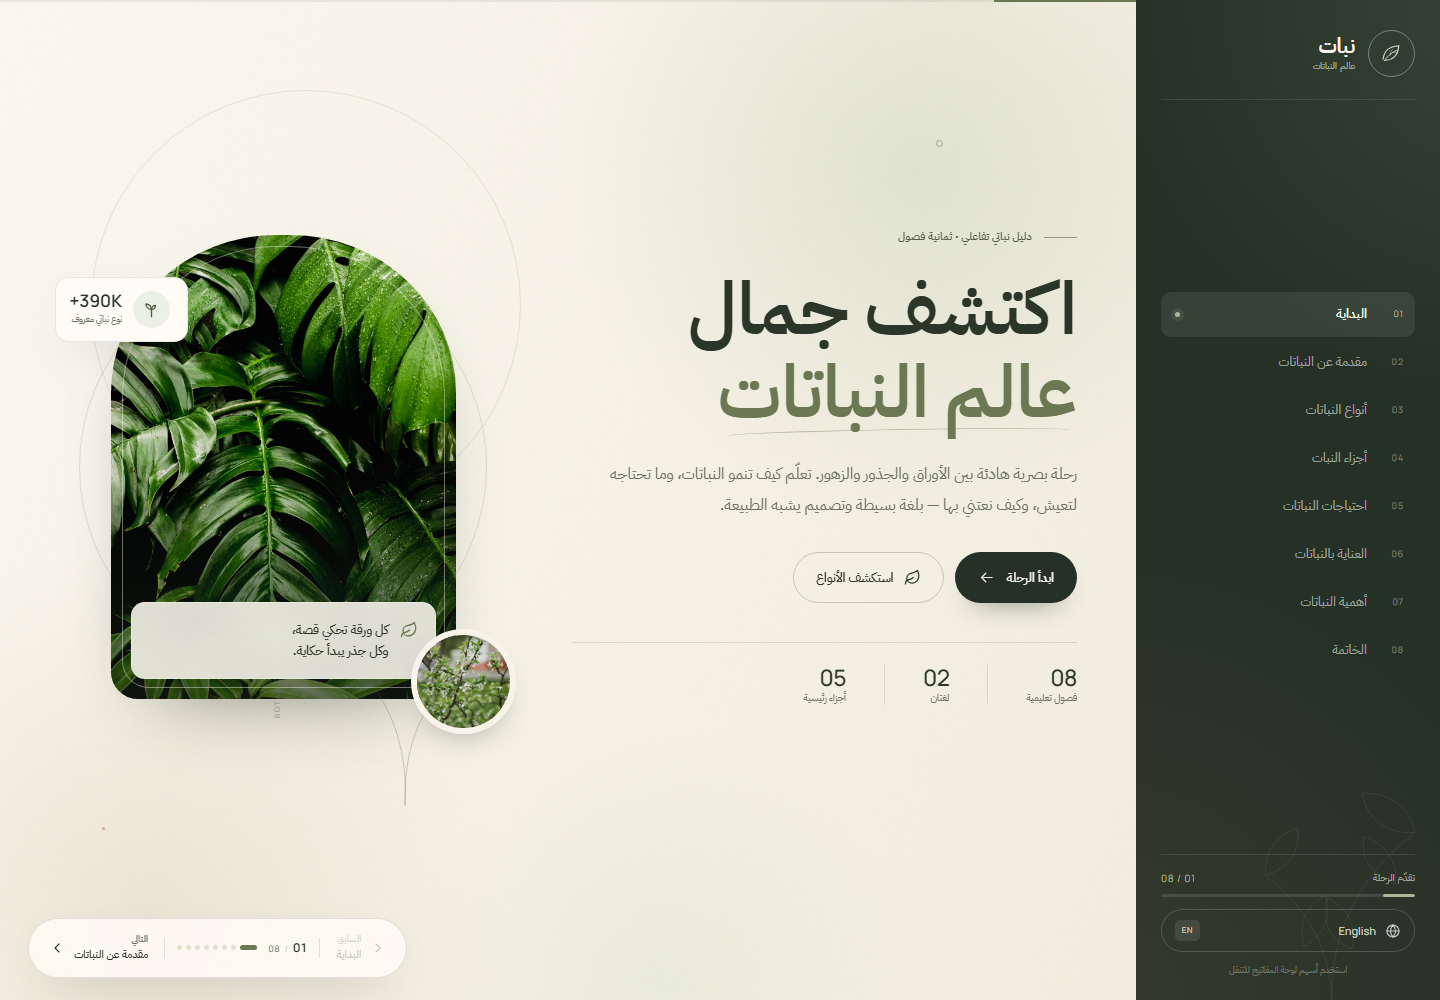 نبات
عالم النباتات
01 البداية
02 مقدمة عن النباتات
03 أنواع النباتات
04 أجزاء النبات
05 احتياجات النباتات
06 العناية بالنباتات
07 أهمية النباتات
08 الخاتمة
تقدّم الرحلة
08 / 01
English
EN
استخدم أسهم لوحة المفاتيح للتنقل
دليل نباتي تفاعلي • ثمانية فصول
اكتشف جمال
عالم النباتات
رحلة بصرية هادئة بين الأوراق والجذور والزهور. تعلّم كيف تنمو النباتات، وما تحتاجه
لتعيش، وكيف نعتني بها — بلغة بسيطة وتصميم يشبه الطبيعة.
ابدأ الرحلة
استكشف الأنواع
08
فصول تعليمية
02
لغتان
05
أجزاء رئيسية
+390K
نوع نباتي معروف
كل ورقة تحكي قصة،
وكل جذر يبدأ حكاية.
BOT
السابق
البداية
01 / 08
التالي
مقدمة عن النباتات